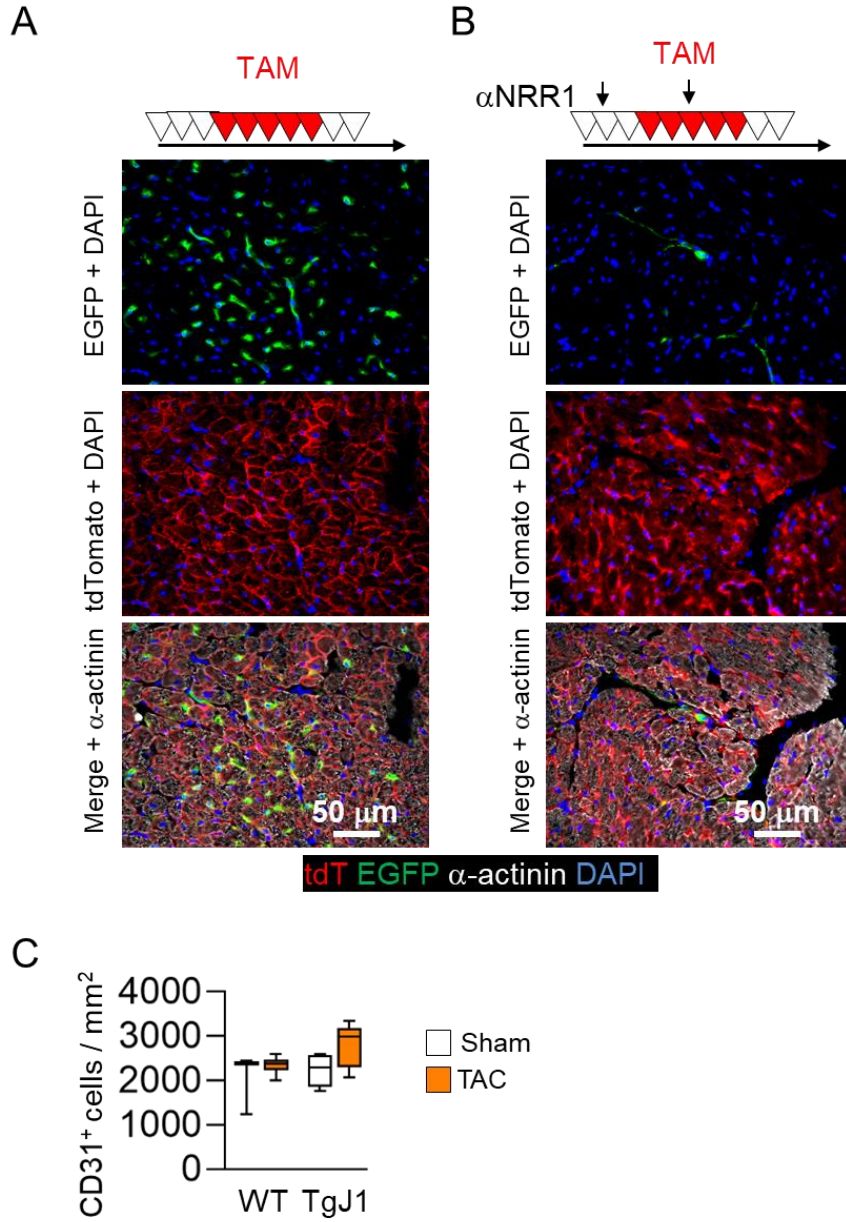 A
TAM
EGFP + DAPI
tdTomato + DAPI
Merge + α-actinin
50 μm
B
TAM
αNRR1
EGFP + DAPI
tdTomato + DAPI
Merge + α-actinin
50 μm
tdT EGFP α-actinin DAPI
C
CD31⁺ cells / mm²
4000
3000
2000
1000
0
WT TgJ1
Sham
TAC